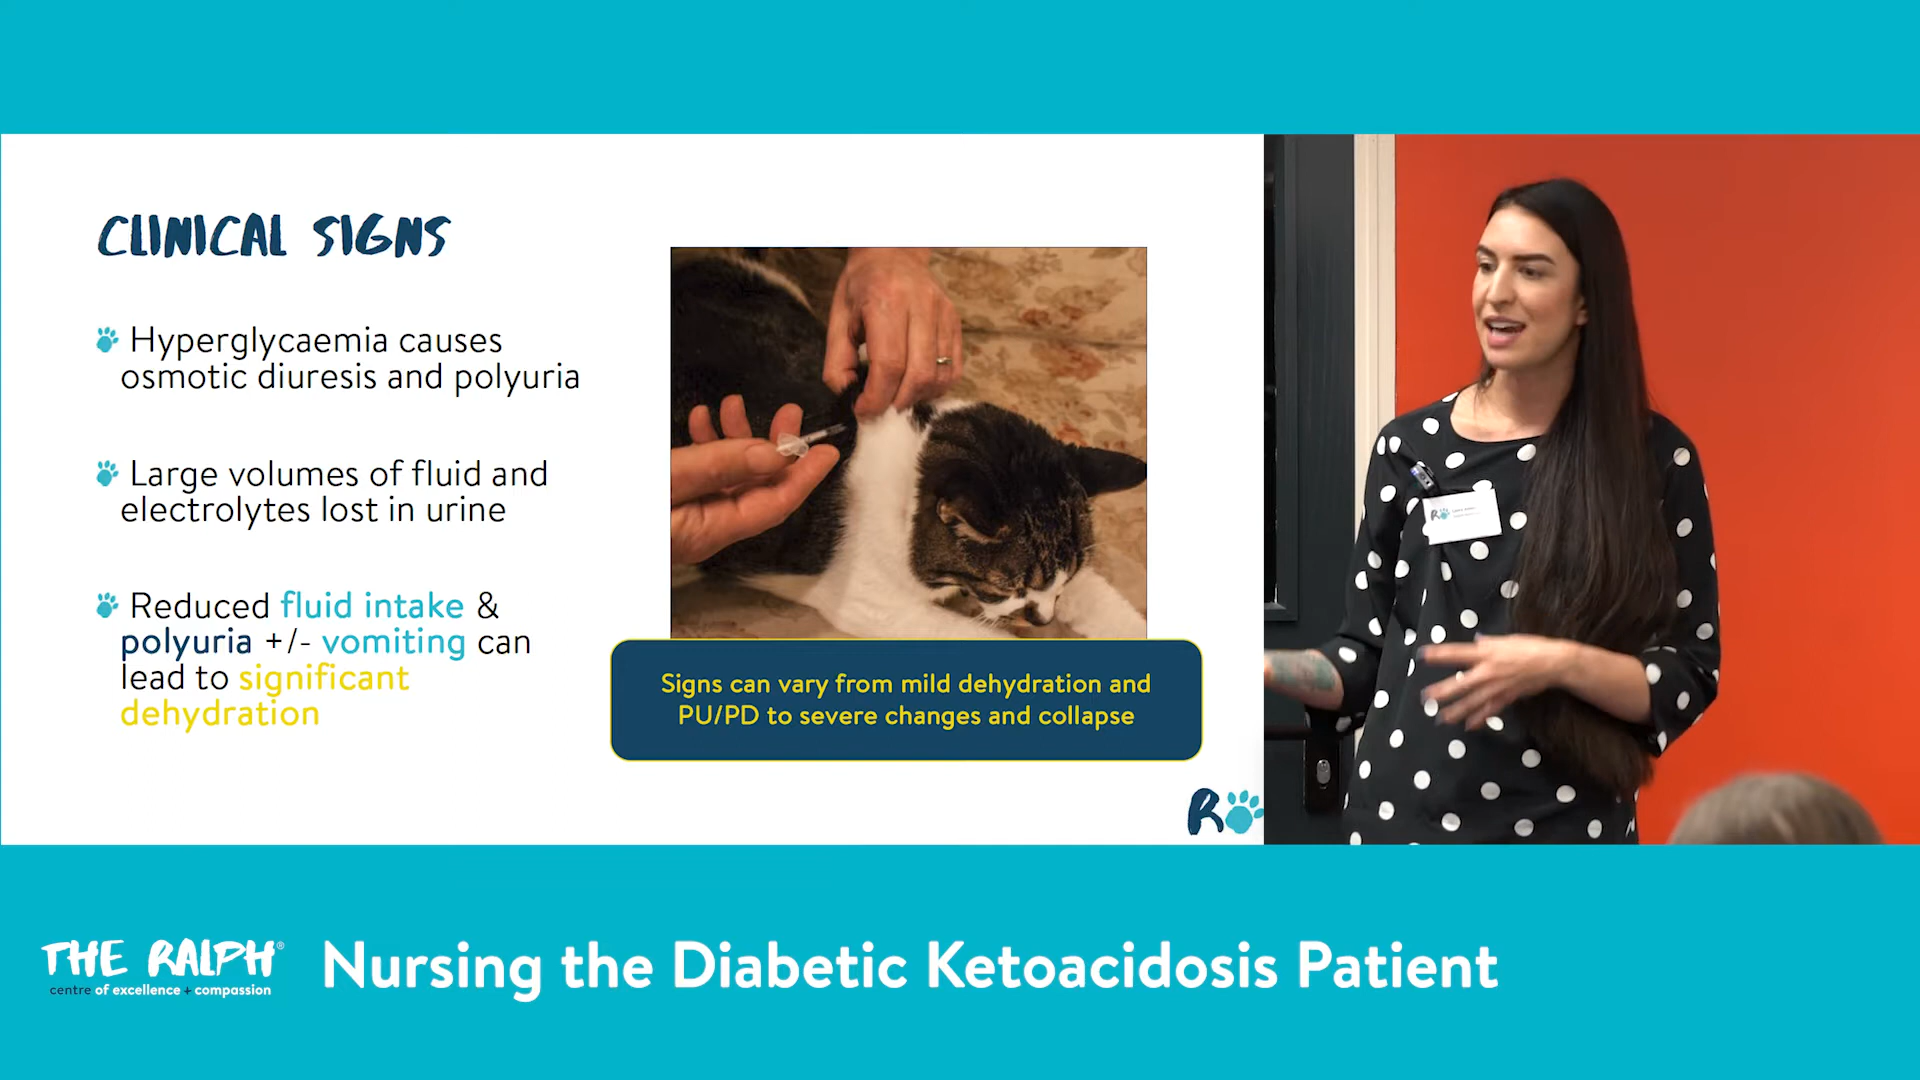 CLINICAL SIGNS
Hyperglycaemia causes
osmotic diuresis and polyuria
Large volumes of fluid and
electrolytes lost in urine
Reduced fluid intake &
polyuria +/- vomiting can
lead to significant
dehydration
Signs can vary from mild dehydration and
PU/PD to severe changes and collapse
R
R
THE RALPH®
centre of excellence + compassion
Nursing the Diabetic Ketoacidosis Patient